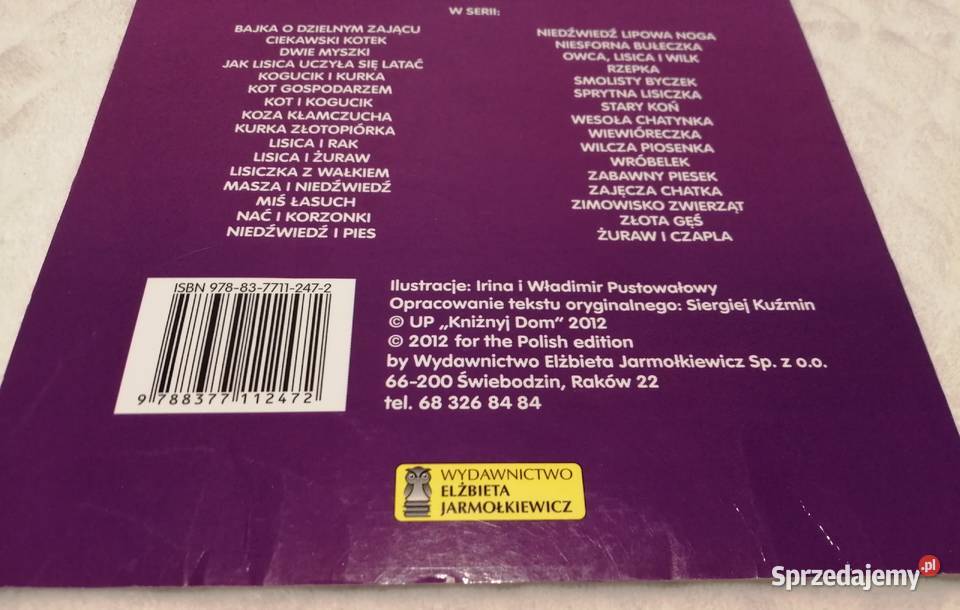 W SERII:
BAJKA O DZIELNYM ZAJĄCU
CIEKAWSKI KOTEK
DWIE MYSZKI
JAK LISICA UCZYŁA SIĘ LATAĆ
KOGUCIK I KURKA
KOT GOSPODARZEM
KOT I KOGUCIK
KOZA KŁAMCZUCHA
KURKA ZŁOTOPIÓRKA
LISICA I RAK
LISICA I ŻURAW
LISICZKA Z WAŁKIEM
MASZA I NIEDŹWIEDŹ
MIŚ ŁASUCH
NAĆ I KORZONKI
NIEDŹWIEDŹ I PIES
NIEDŹWIEDŹ LIPOWA NOGA
NIESFORNA BUŁECZKA
OWCA, LISICA I WILK
RZEPKA
SMOLISTY BYCZEK
SPRYTNA LISICZKA
STARY KOŃ
WESOŁA CHATYNKA
WIEWIÓRECZKA
WILCZA PIOSENKA
WRÓBELEK
ZABAWNY PIESEK
ZAJĘCZA CHATKA
ZIMOWISKO ZWIERZĄT
ZŁOTA GĘŚ
ŻURAW I CZAPLA
ISBN 978-83-7711-247-2
9 788377 112472
Ilustracje: Irina i Władimir Pustowałowy
Opracowanie tekstu oryginalnego: Siergiej Kuźmin
© UP „Kniżnyj Dom” 2012
© 2012 for the Polish edition
by Wydawnictwo Elżbieta Jarmołkiewicz Sp. z o.o.
66-200 Świebodzin, Raków 22
tel. 68 326 84 84
WYDAWNICTWO
ELŻBIETA
JARMOŁKIEWICZ
Sprzedajemy.pl